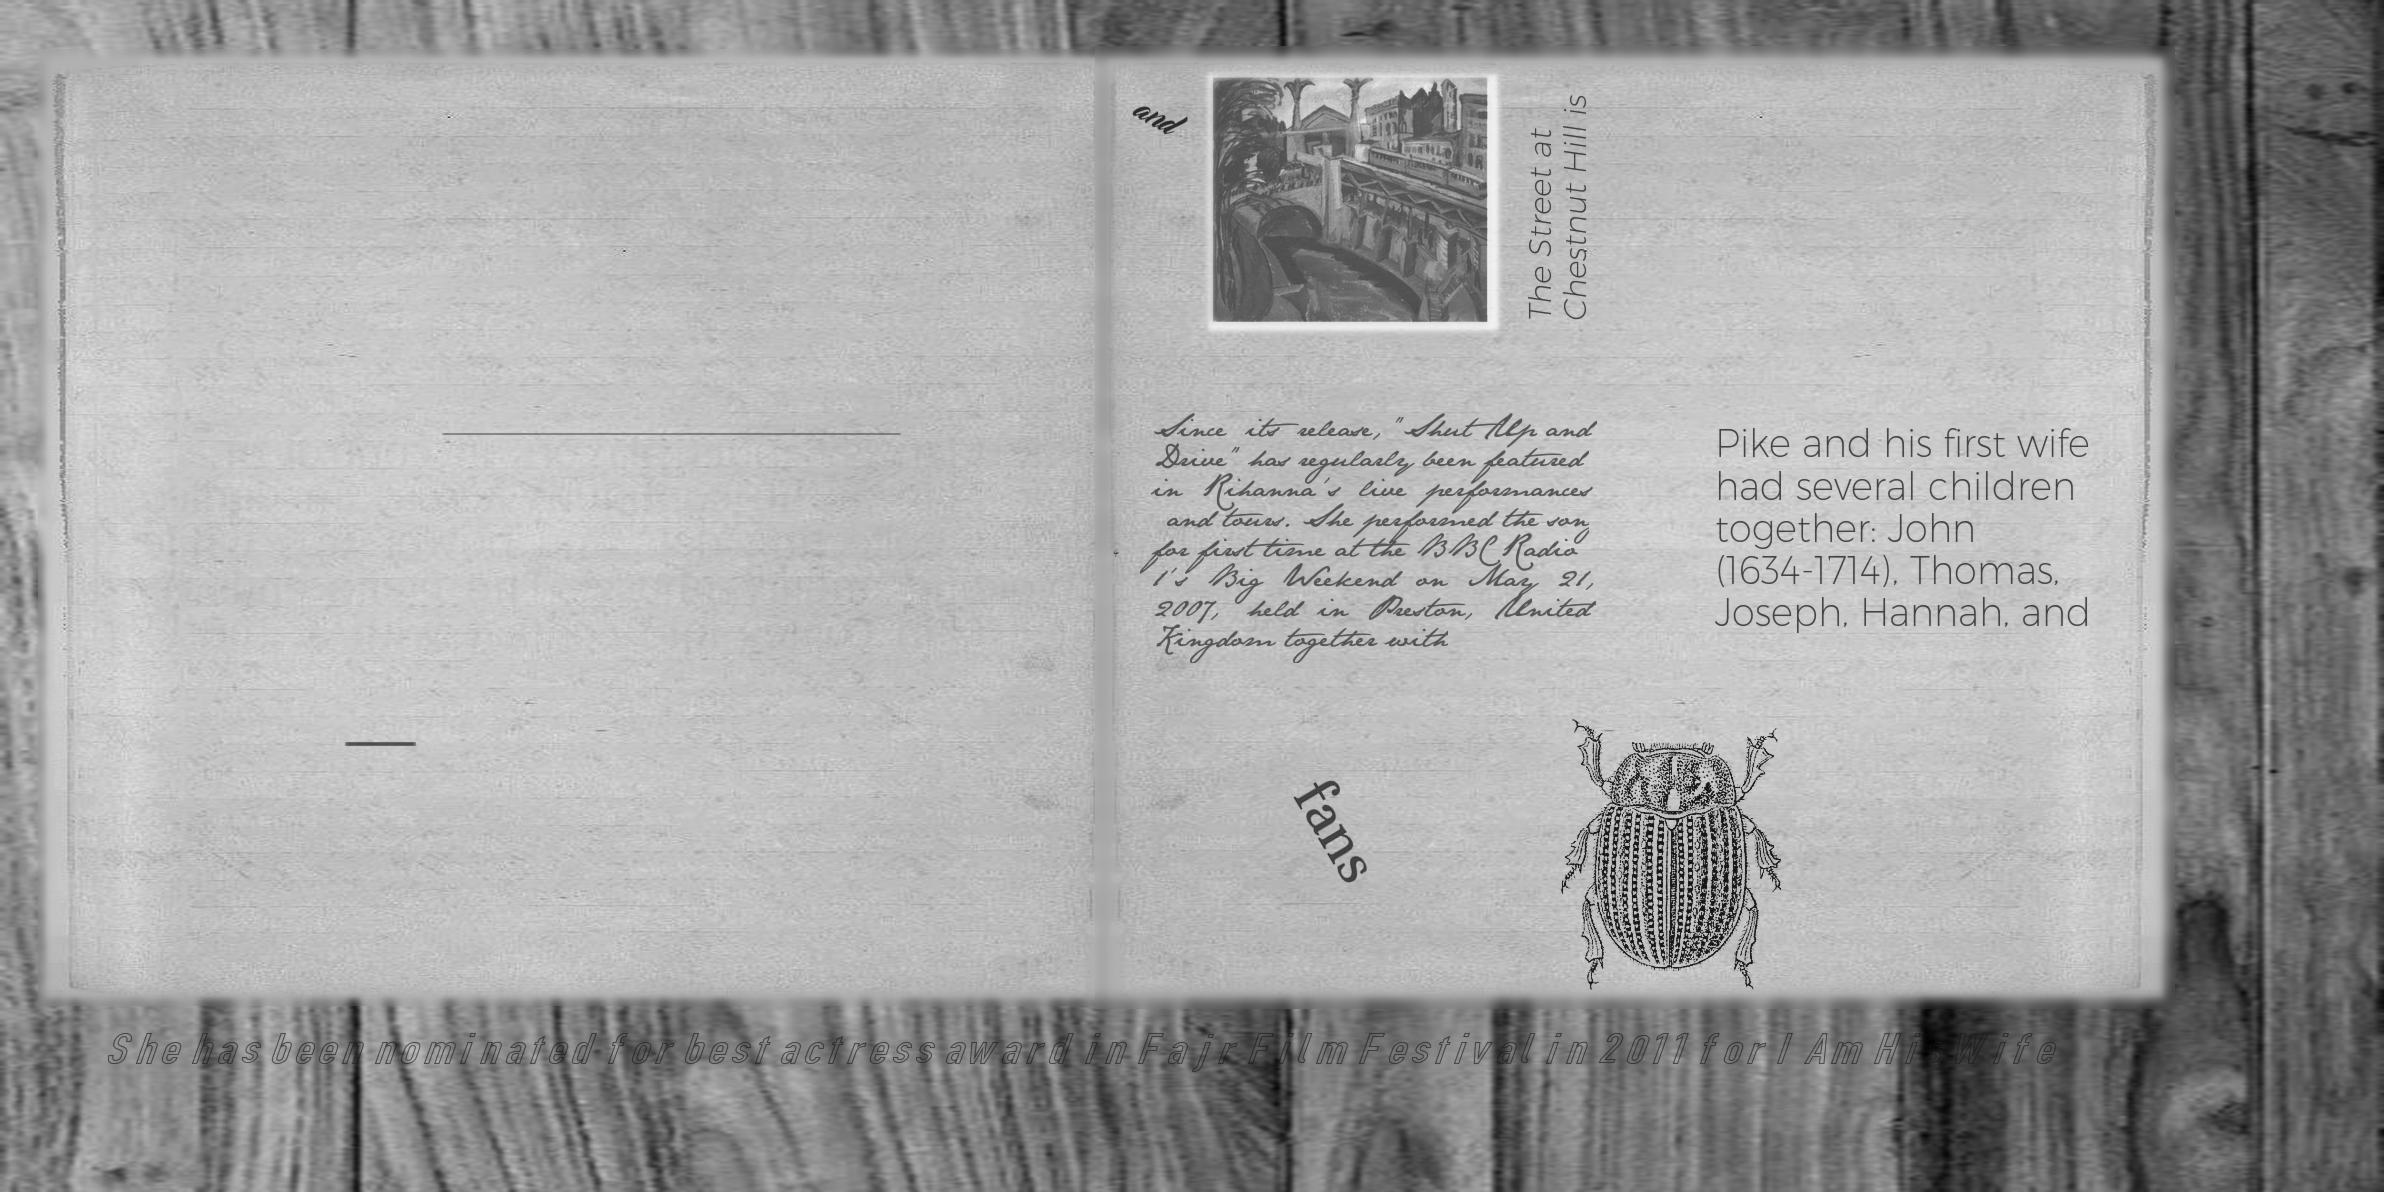 and
The Street at
Chestnut Hill is
Since its release, "Shut Up and
Drive" has regularly been featured
in Rihanna's live performances
and tours. She performed the son
for first time at the BBC Radio
1's Big Weekend on May 21,
2007, held in Preston, United
Kingdom together with
Pike and his first wife
had several children
together: John
(1634-1714), Thomas,
Joseph, Hannah, and
fans
She has been nominated for best actress award in Fajr Film Festival in 2011 for I Am His Wife